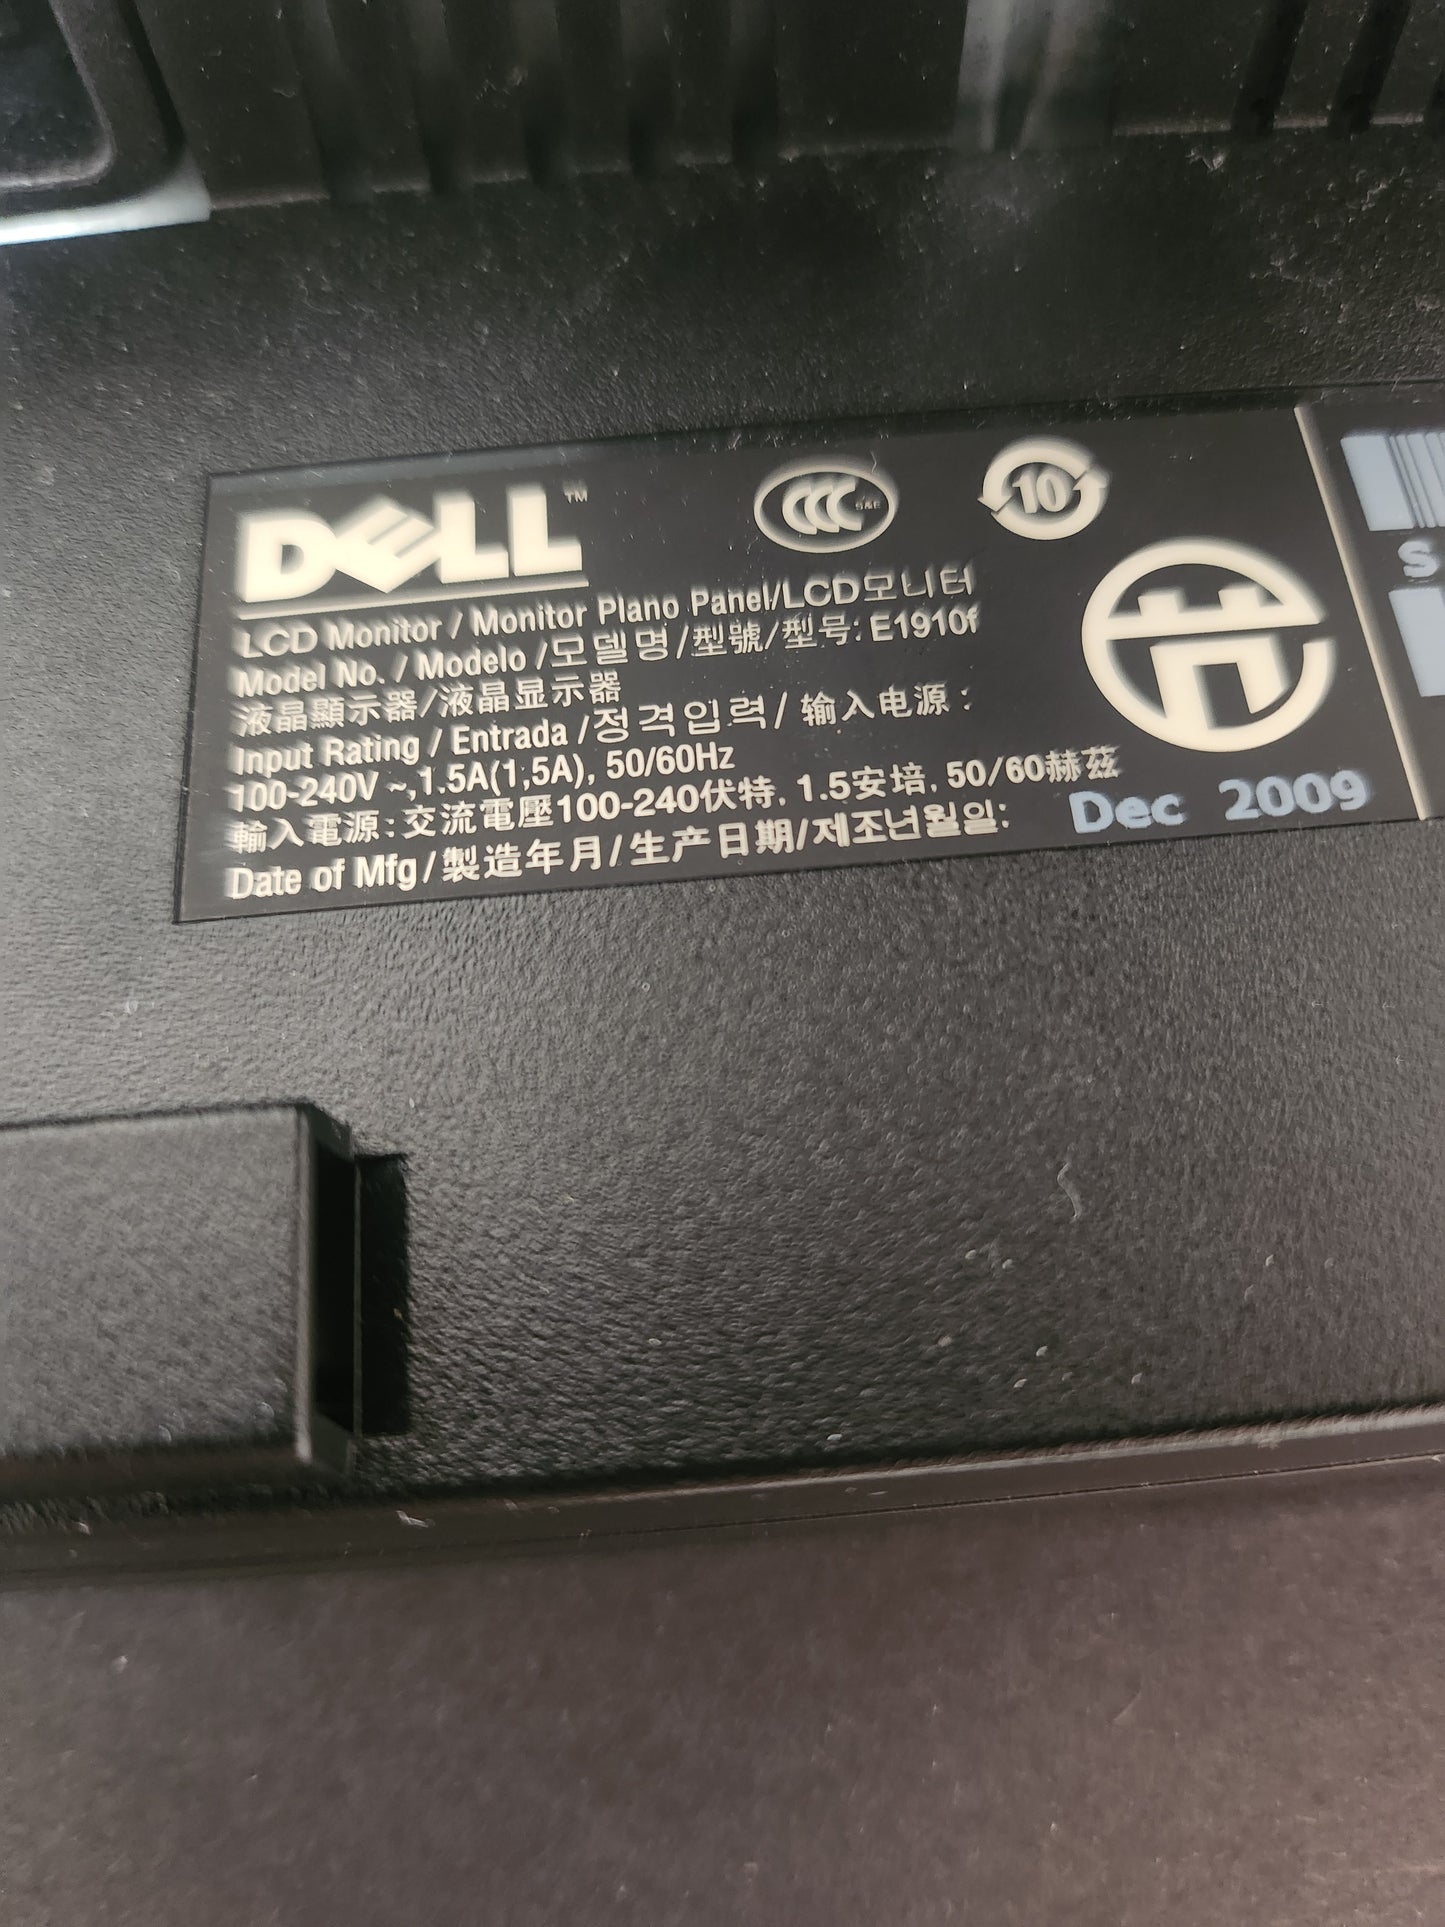 DELL™
CCC S&E
10
LCD Monitor / Monitor Plano Panel/LCD모니터
Model No. / Modelo /모델명/型號/型号: E1910f
液晶顯示器/液晶显示器
Input Rating / Entrada /정격입력/ 输入电源 :
100-240V ~,1.5A(1,5A), 50/60Hz
輸入電源: 交流電壓100-240伏特, 1.5安培, 50/60赫茲
Date of Mfg/製造年月/生产日期/제조년월일: Dec 2009
S